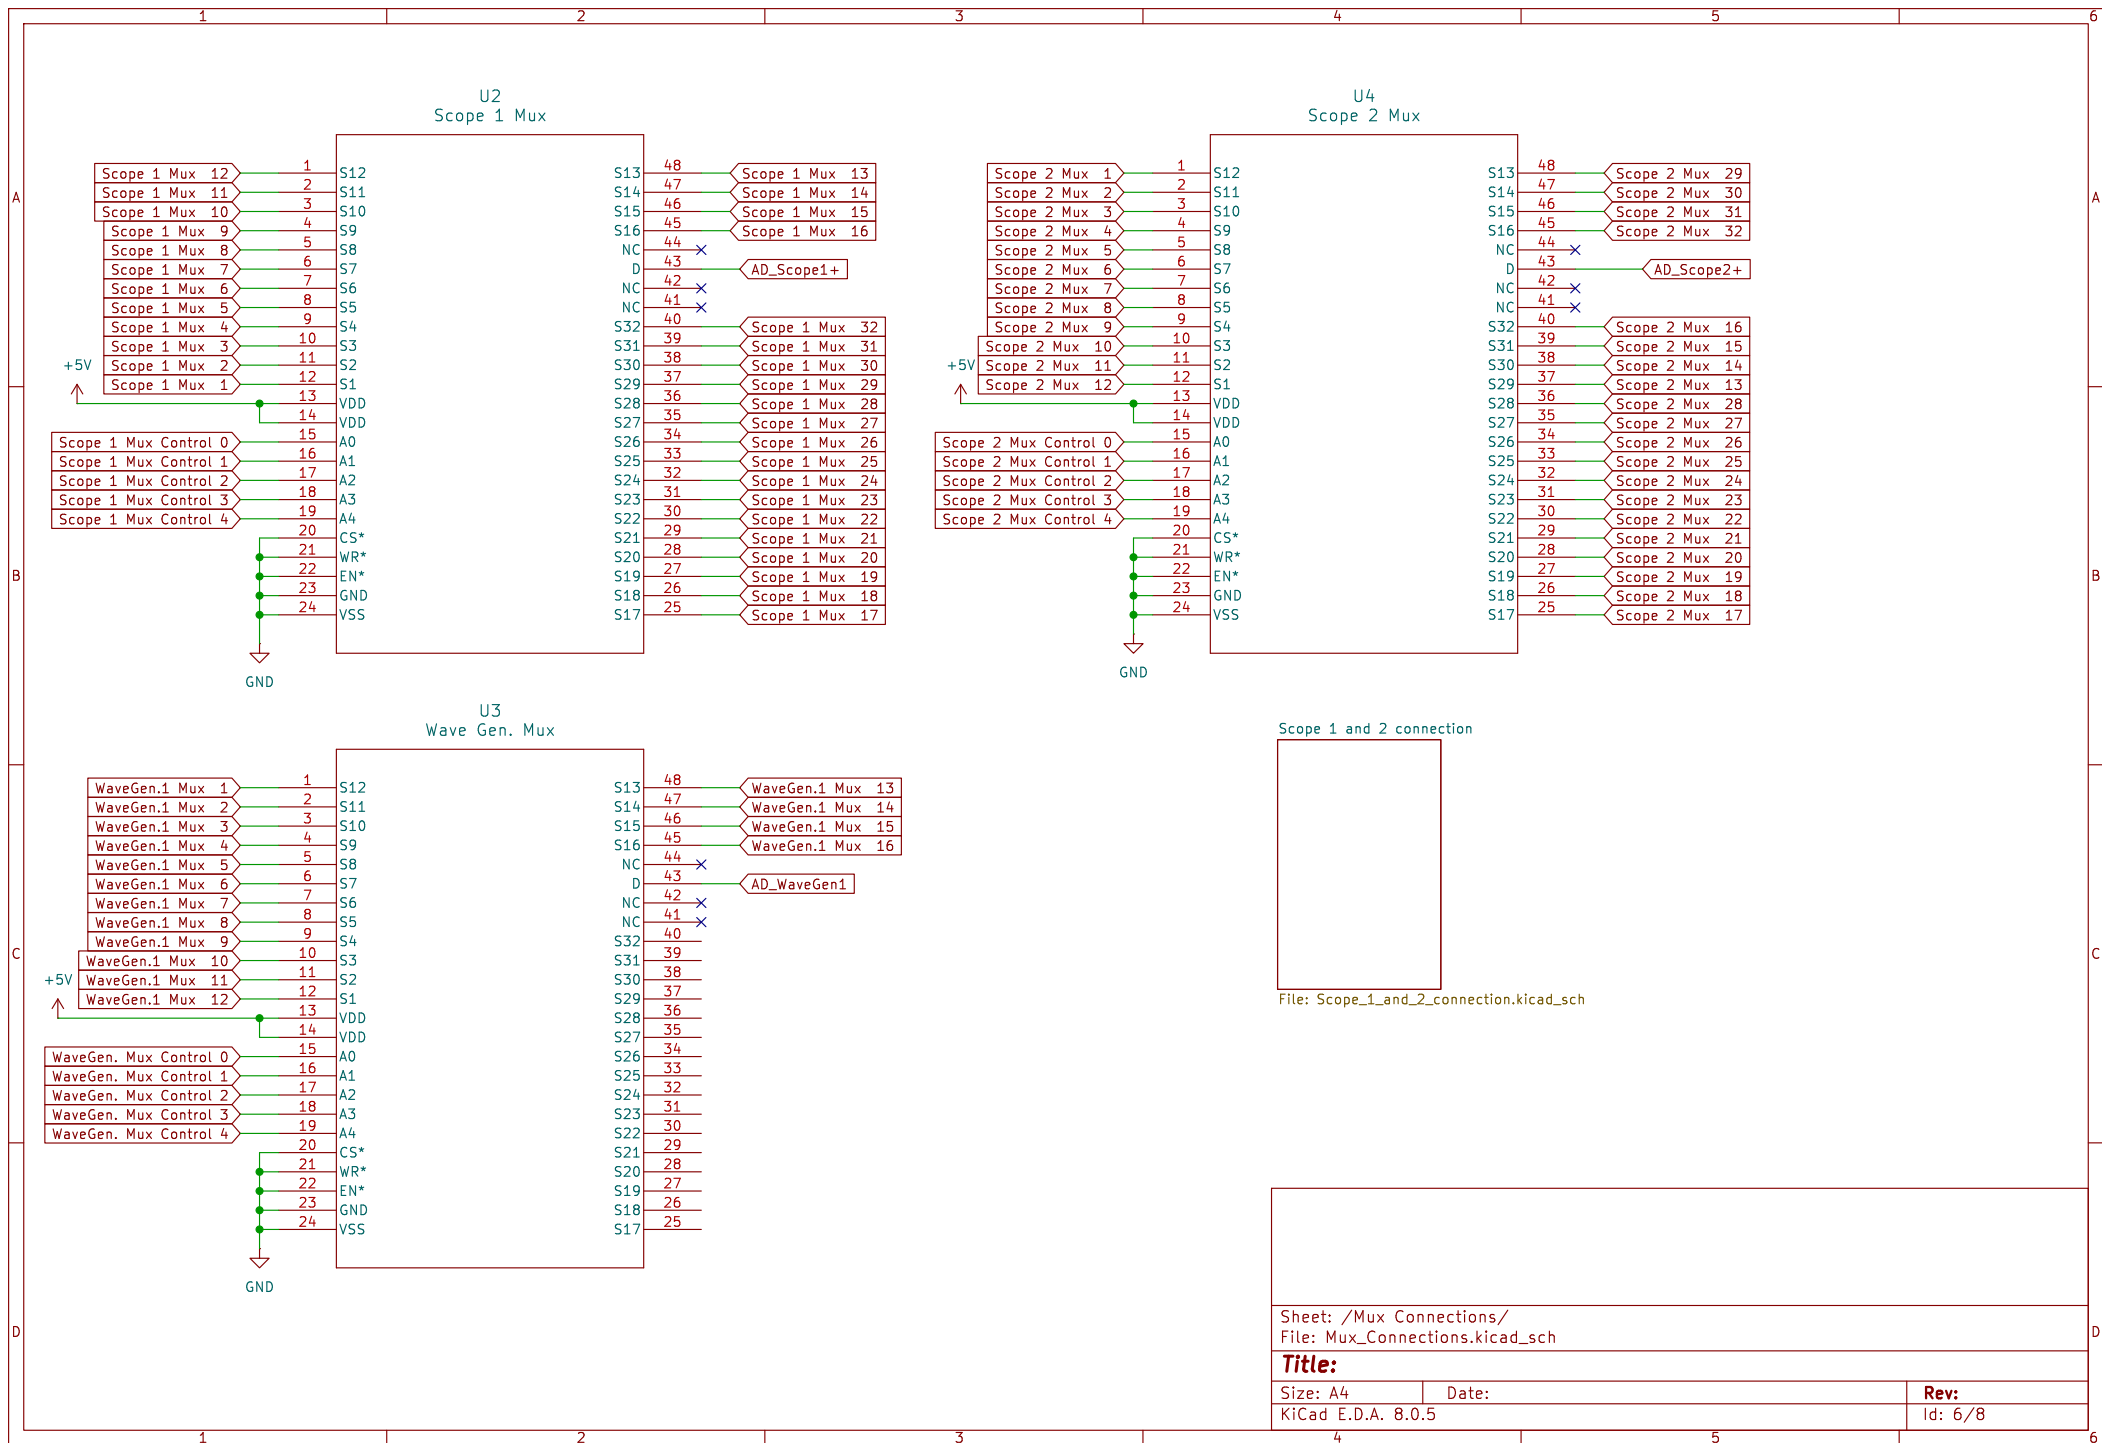 1 2 3 4 5 6
U2
Scope 1 Mux
U4
Scope 2 Mux
Scope 1 Mux 12 1 S12 S13 48 Scope 1 Mux 13
Scope 1 Mux 11 2 S11 S14 47 Scope 1 Mux 14
Scope 1 Mux 10 3 S10 S15 46 Scope 1 Mux 15
Scope 1 Mux 9 4 S9 S16 45 Scope 1 Mux 16
Scope 1 Mux 8 5 S8 NC 44
Scope 1 Mux 7 6 S7 D 43 AD_Scope1+
Scope 1 Mux 6 7 S6 NC 42
Scope 1 Mux 5 8 S5 NC 41
Scope 1 Mux 4 9 S4 S32 40 Scope 1 Mux 32
Scope 1 Mux 3 10 S3 S31 39 Scope 1 Mux 31
+5V Scope 1 Mux 2 11 S2 S30 38 Scope 1 Mux 30
Scope 1 Mux 1 12 S1 S29 37 Scope 1 Mux 29
13 VDD S28 36 Scope 1 Mux 28
14 VDD S27 35 Scope 1 Mux 27
Scope 1 Mux Control 0 15 A0 S26 34 Scope 1 Mux 26
Scope 1 Mux Control 1 16 A1 S25 33 Scope 1 Mux 25
Scope 1 Mux Control 2 17 A2 S24 32 Scope 1 Mux 24
Scope 1 Mux Control 3 18 A3 S23 31 Scope 1 Mux 23
Scope 1 Mux Control 4 19 A4 S22 30 Scope 1 Mux 22
20 CS* S21 29 Scope 1 Mux 21
21 WR* S20 28 Scope 1 Mux 20
22 EN* S19 27 Scope 1 Mux 19
23 GND S18 26 Scope 1 Mux 18
24 VSS S17 25 Scope 1 Mux 17
GND
Scope 2 Mux 1 1 S12 S13 48 Scope 2 Mux 29
Scope 2 Mux 2 2 S11 S14 47 Scope 2 Mux 30
Scope 2 Mux 3 3 S10 S15 46 Scope 2 Mux 31
Scope 2 Mux 4 4 S9 S16 45 Scope 2 Mux 32
Scope 2 Mux 5 5 S8 NC 44
Scope 2 Mux 6 6 S7 D 43 AD_Scope2+
Scope 2 Mux 7 7 S6 NC 42
Scope 2 Mux 8 8 S5 NC 41
Scope 2 Mux 9 9 S4 S32 40 Scope 2 Mux 16
Scope 2 Mux 10 10 S3 S31 39 Scope 2 Mux 15
+5V Scope 2 Mux 11 11 S2 S30 38 Scope 2 Mux 14
Scope 2 Mux 12 12 S1 S29 37 Scope 2 Mux 13
13 VDD S28 36 Scope 2 Mux 28
14 VDD S27 35 Scope 2 Mux 27
Scope 2 Mux Control 0 15 A0 S26 34 Scope 2 Mux 26
Scope 2 Mux Control 1 16 A1 S25 33 Scope 2 Mux 25
Scope 2 Mux Control 2 17 A2 S24 32 Scope 2 Mux 24
Scope 2 Mux Control 3 18 A3 S23 31 Scope 2 Mux 23
Scope 2 Mux Control 4 19 A4 S22 30 Scope 2 Mux 22
20 CS* S21 29 Scope 2 Mux 21
21 WR* S20 28 Scope 2 Mux 20
22 EN* S19 27 Scope 2 Mux 19
23 GND S18 26 Scope 2 Mux 18
24 VSS S17 25 Scope 2 Mux 17
GND
A A
B B
U3
Wave Gen. Mux
WaveGen.1 Mux 1 1 S12 S13 48 WaveGen.1 Mux 13
WaveGen.1 Mux 2 2 S11 S14 47 WaveGen.1 Mux 14
WaveGen.1 Mux 3 3 S10 S15 46 WaveGen.1 Mux 15
WaveGen.1 Mux 4 4 S9 S16 45 WaveGen.1 Mux 16
WaveGen.1 Mux 5 5 S8 NC 44
WaveGen.1 Mux 6 6 S7 D 43 AD_WaveGen1
WaveGen.1 Mux 7 7 S6 NC 42
WaveGen.1 Mux 8 8 S5 NC 41
WaveGen.1 Mux 9 9 S4 S32 40
WaveGen.1 Mux 10 10 S3 S31 39
+5V WaveGen.1 Mux 11 11 S2 S30 38
WaveGen.1 Mux 12 12 S1 S29 37
13 VDD S28 36
14 VDD S27 35
WaveGen. Mux Control 0 15 A0 S26 34
WaveGen. Mux Control 1 16 A1 S25 33
WaveGen. Mux Control 2 17 A2 S24 32
WaveGen. Mux Control 3 18 A3 S23 31
WaveGen. Mux Control 4 19 A4 S22 30
20 CS* S21 29
21 WR* S20 28
22 EN* S19 27
23 GND S18 26
24 VSS S17 25
GND
Scope 1 and 2 connection
File: Scope_1_and_2_connection.kicad_sch
C C
D D
Sheet: /Mux Connections/
File: Mux_Connections.kicad_sch
Title:
Size: A4 Date: Rev:
KiCad E.D.A. 8.0.5 Id: 6/8
1 2 3 4 5 6